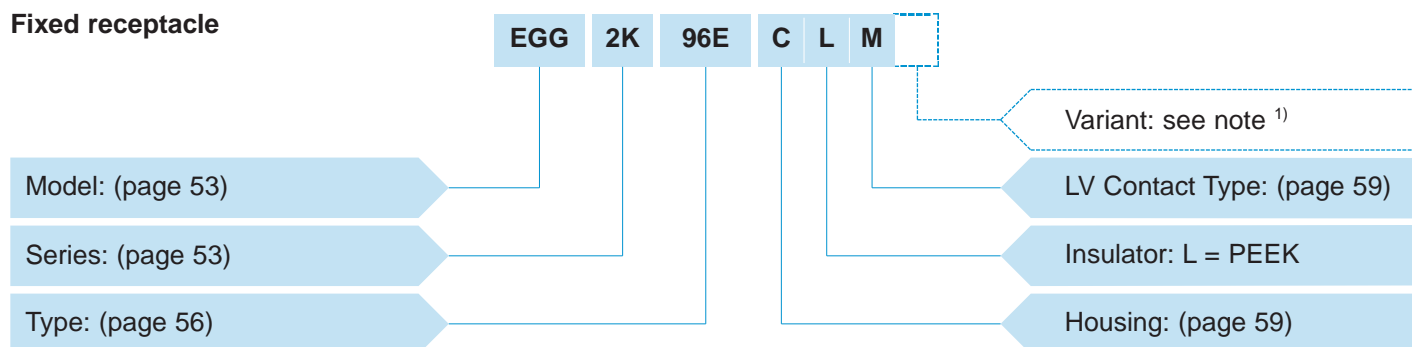 Fixed receptacle
EGG 2K 96E C L M
Variant: see note 1)
Model: (page 53)
LV Contact Type: (page 59)
Series: (page 53)
Insulator: L = PEEK
Type: (page 56)
Housing: (page 59)